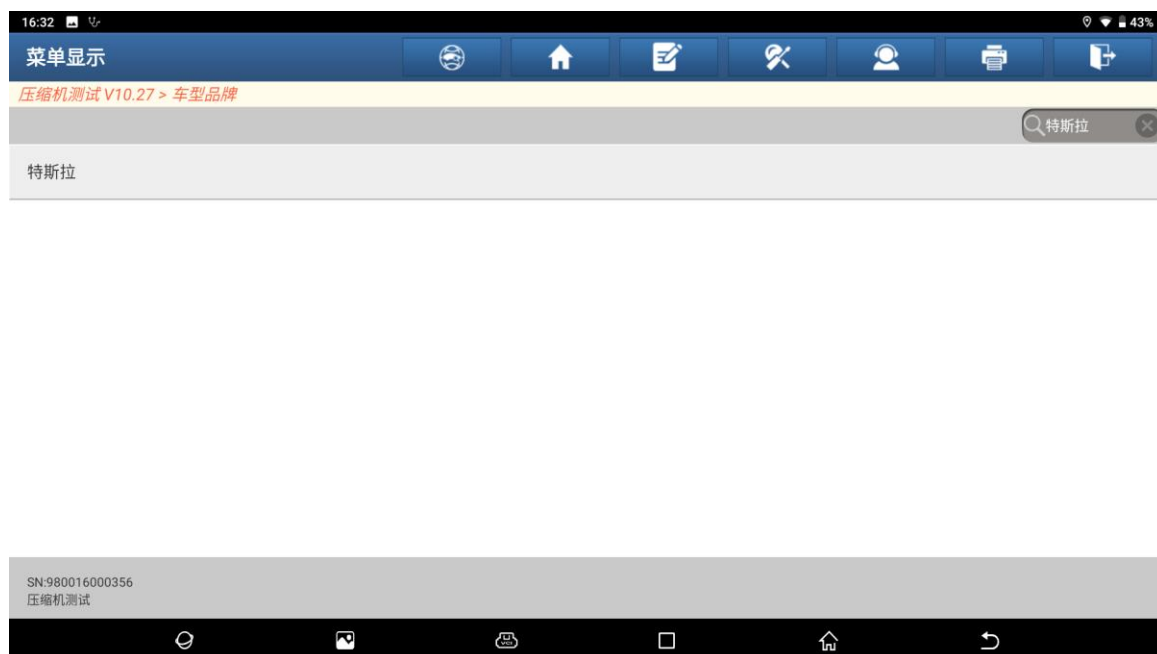 16:32
43%
菜单显示
压缩机测试 V10.27 > 车型品牌
特斯拉
特斯拉
SN:980016000356
压缩机测试
VCI